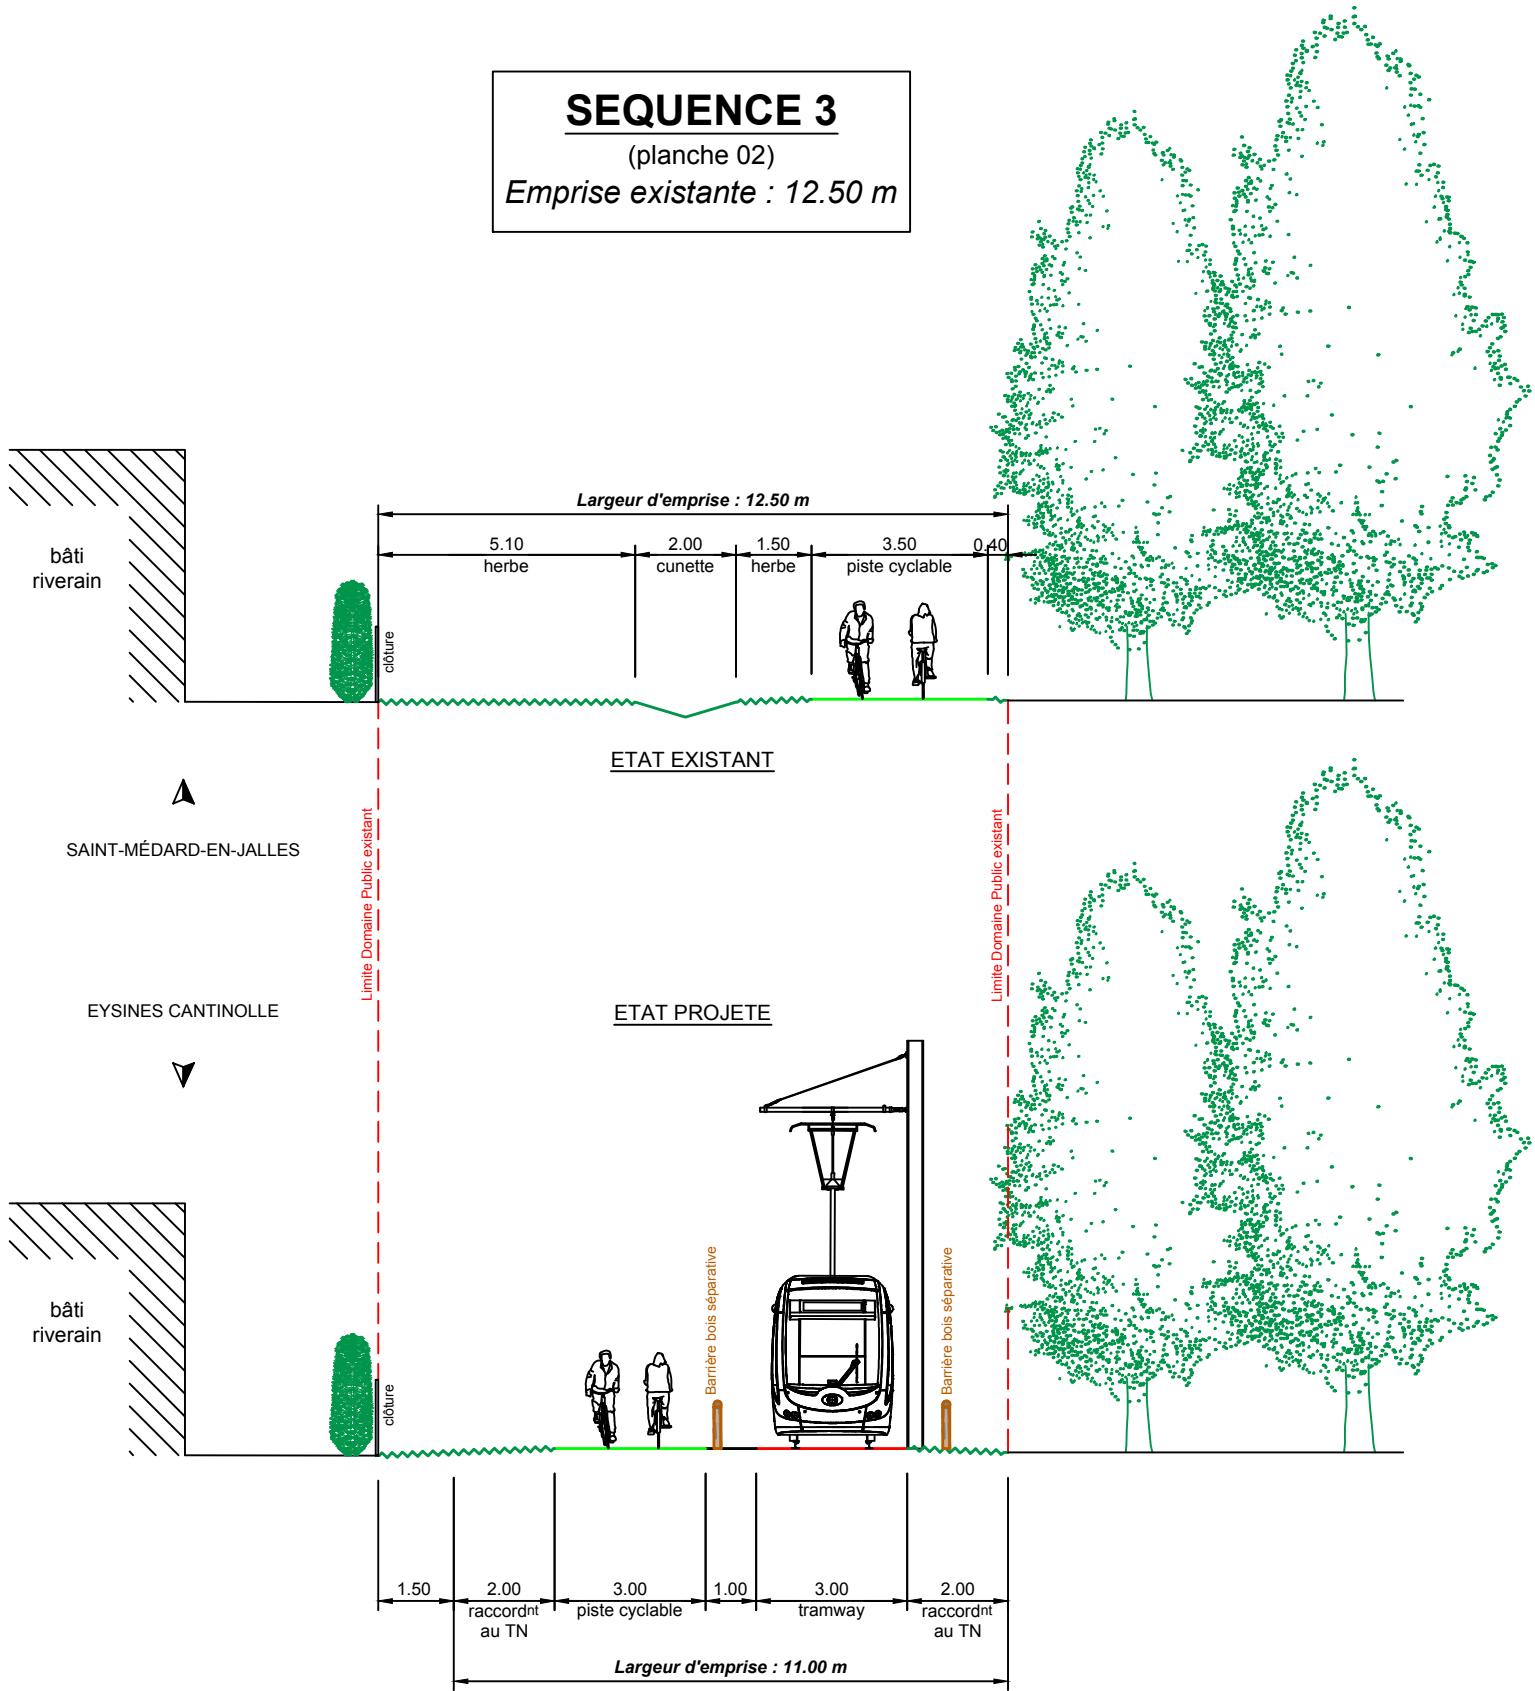 SEQUENCE 3
(planche 02)
Emprise existante : 12.50 m
Largeur d'emprise : 12.50 m
5.10
2.00
1.50
3.50
0.40
herbe
cunette
herbe
piste cyclable
bâti
riverain
clôture
ETAT EXISTANT
SAINT-MÉDARD-EN-JALLES
Limite Domaine Public existant
Limite Domaine Public existant
EYSINES CANTINOLLE
ETAT PROJETE
Barrière bois séparative
Barrière bois séparative
bâti
riverain
clôture
1.50
2.00
3.00
1.00
3.00
2.00
raccordnt
au TN
piste cyclable
tramway
raccordnt
au TN
Largeur d'emprise : 11.00 m